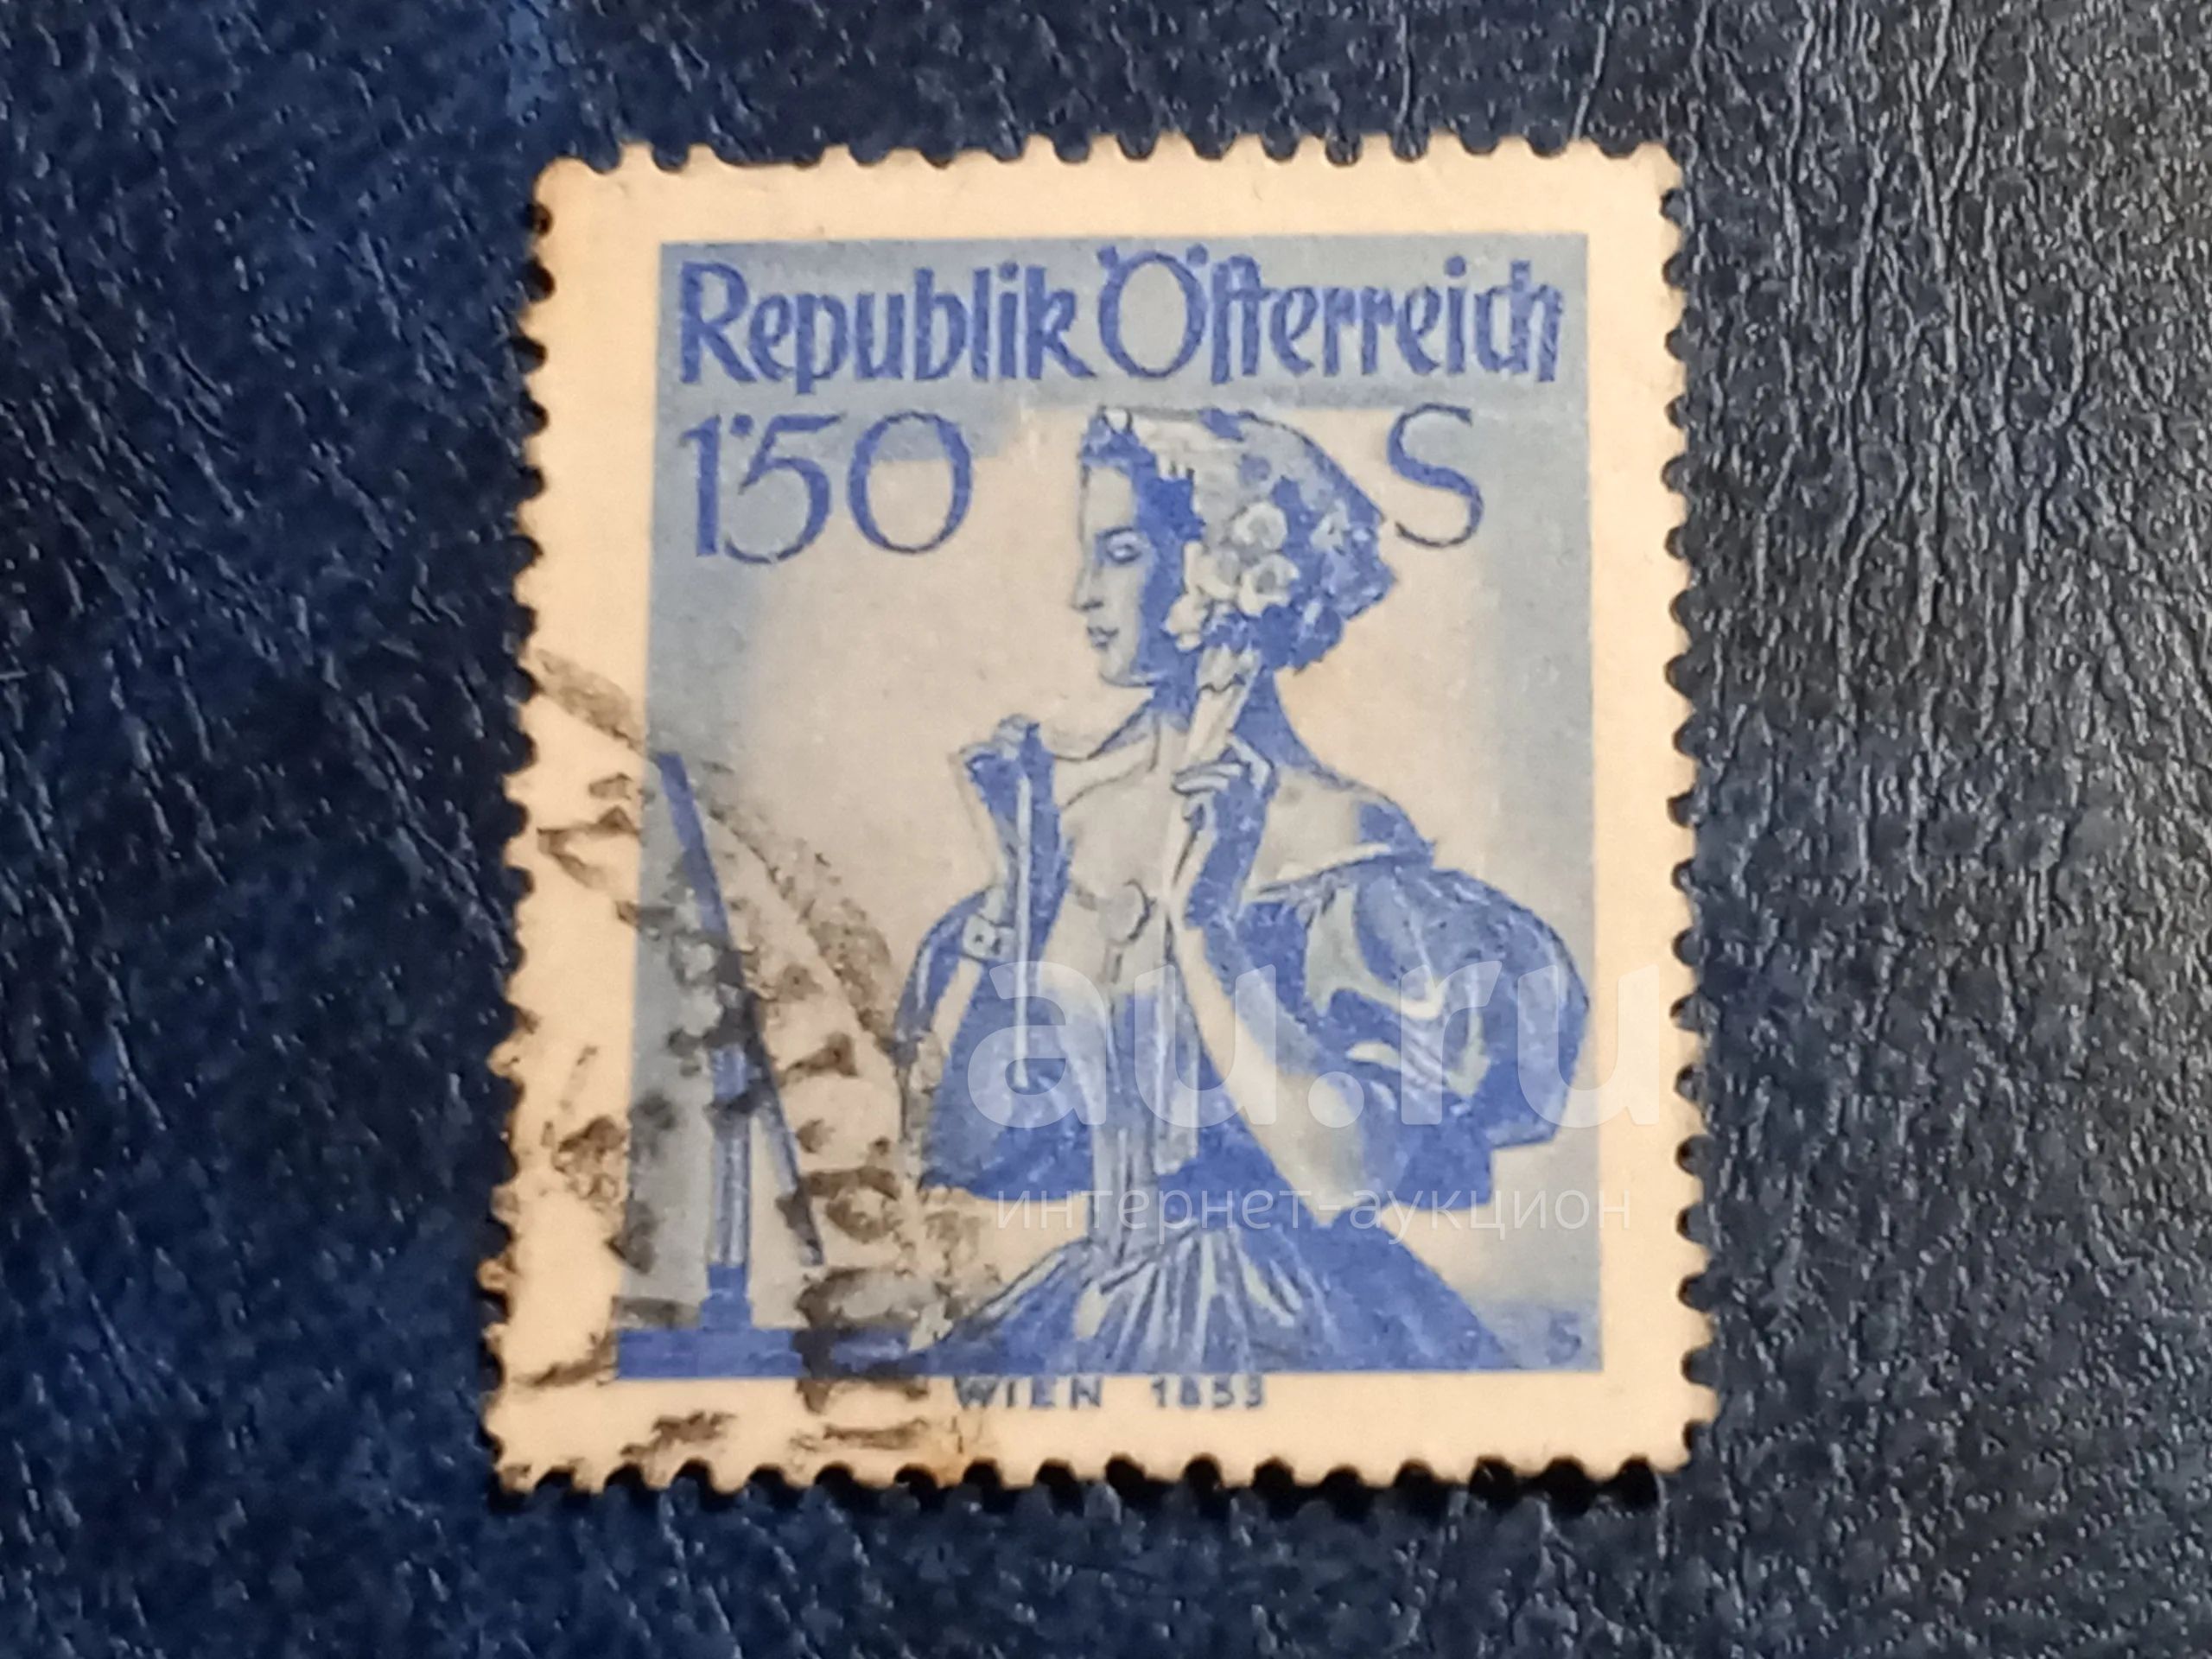 Republik Öſterreich
1·50 S
WIEN 1853
au.ru
интернет-аукцион